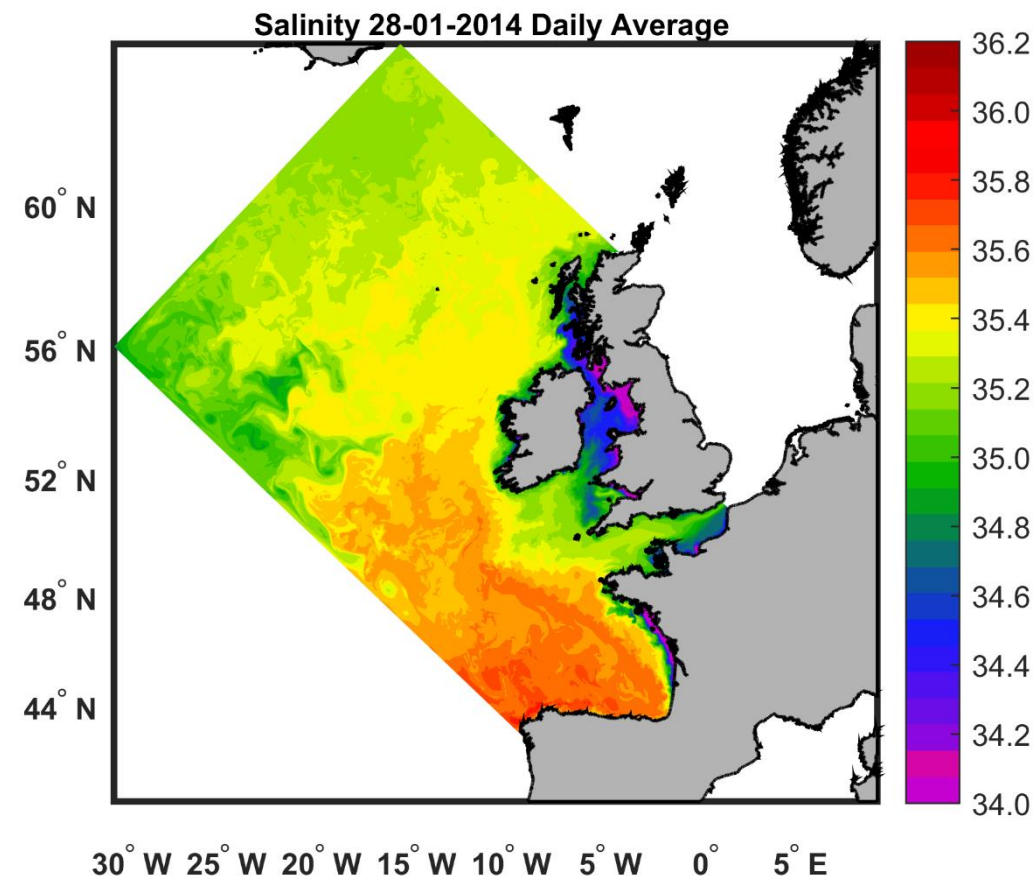 Salinity 28-01-2014 Daily Average
60° N
56° N
52° N
48° N
44° N
30° W 25° W 20° W 15° W 10° W 5° W 0° 5° E
36.2
36.0
35.8
35.6
35.4
35.2
35.0
34.8
34.6
34.4
34.2
34.0